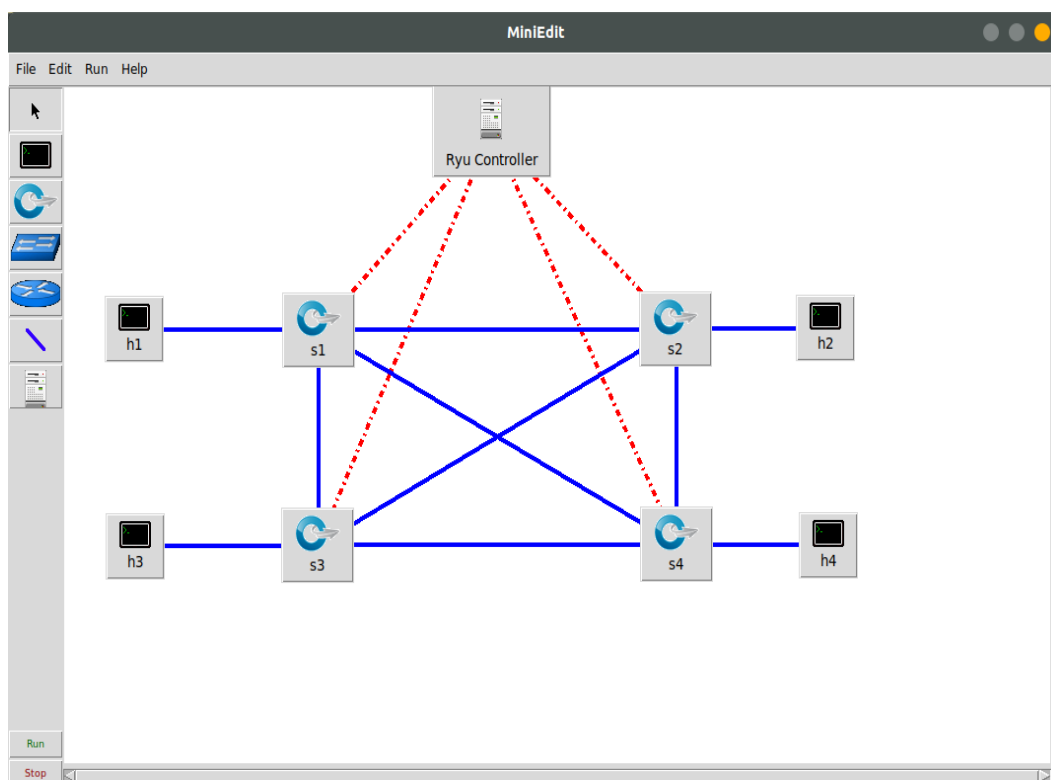 MiniEdit
File Edit Run Help
Ryu Controller
h1
s1
s2
h2
h3
s3
s4
h4
Run
Stop